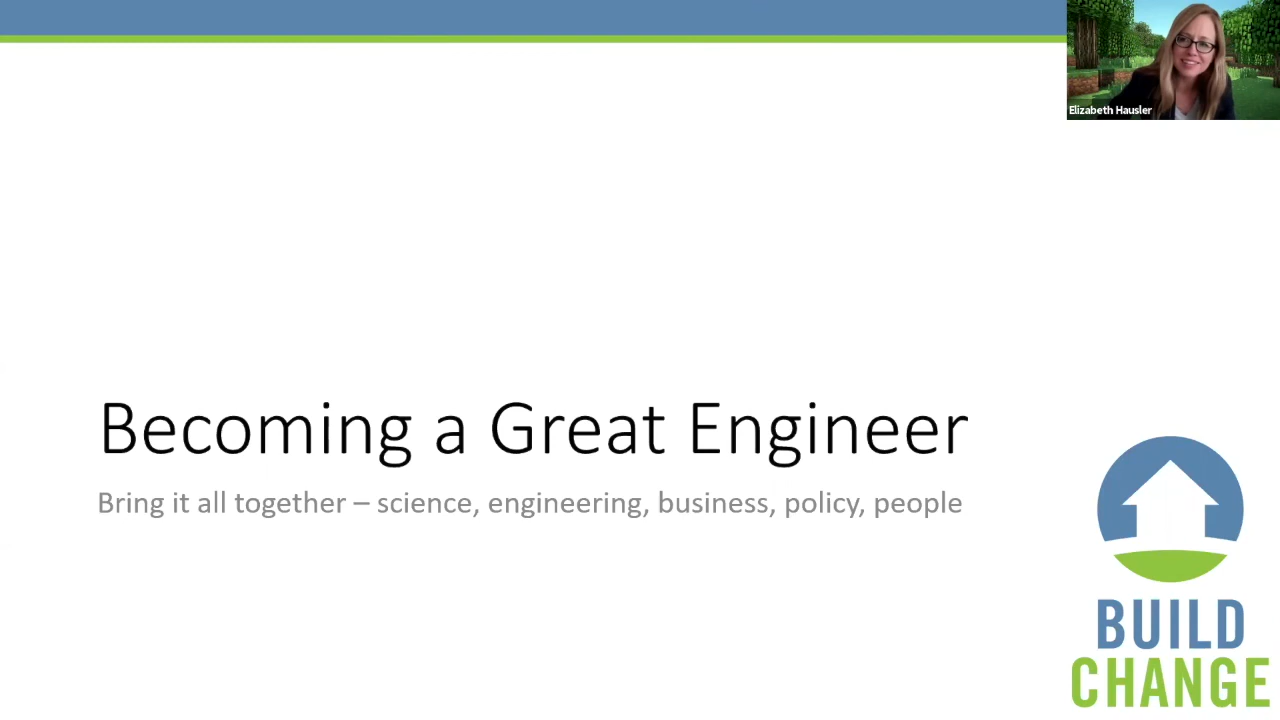 Elizabeth Hausler
Becoming a Great Engineer
Bring it all together – science, engineering, business, policy, people
BUILD
CHANGE